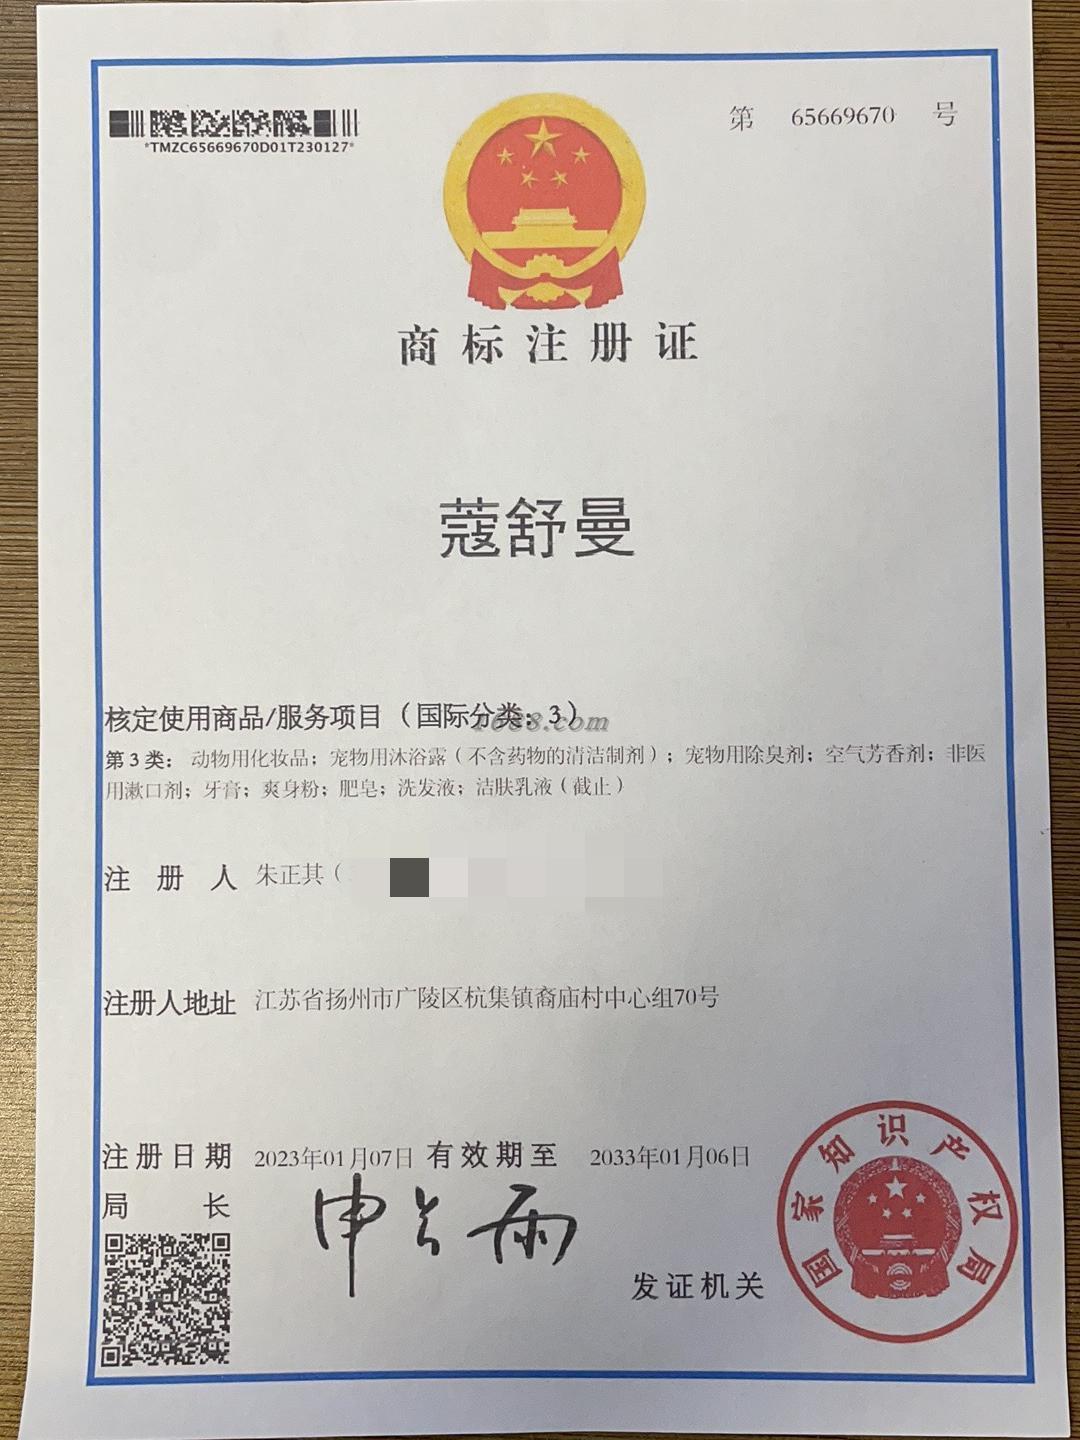 *TMZC65669670D01T230127*
第 65669670 号
商标注册证
蔻舒曼
核定使用商品/服务项目（国际分类：3）
1688.com
第3类：动物用化妆品；宠物用沐浴露（不含药物的清洁制剂）；宠物用除臭剂；空气芳香剂；非医
用漱口剂；牙膏；爽身粉；肥皂；洗发液；洁肤乳液（截止）
注册人 朱正其（
注册人地址 江苏省扬州市广陵区杭集镇裔庙村中心组70号
注册日期 2023年01月07日 有效期至 2033年01月06日
局长 申长雨
发证机关
国家知识产权局